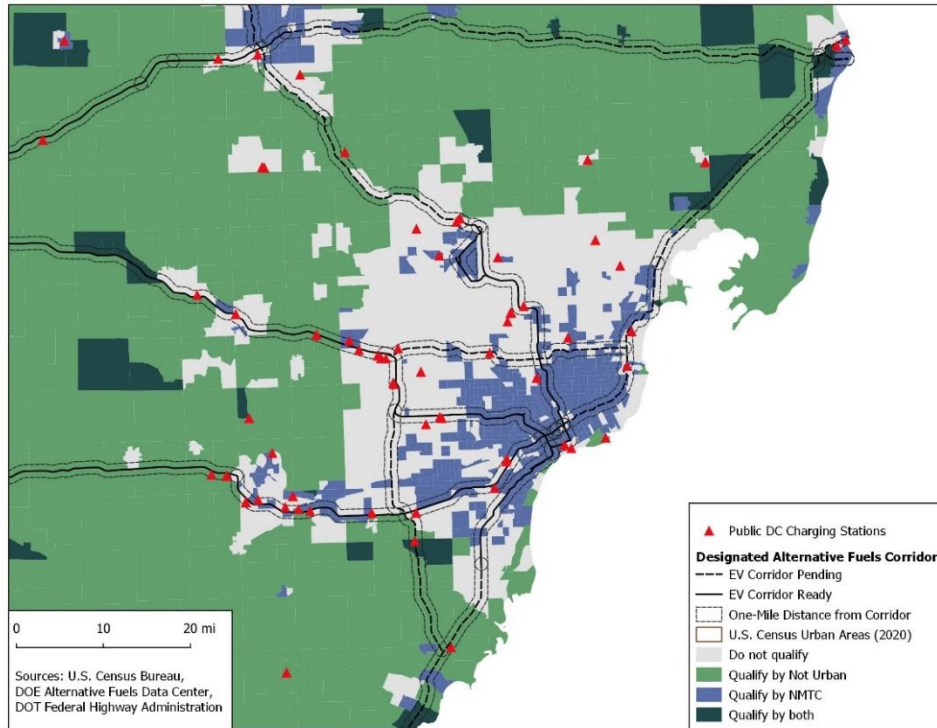 Public DC Charging Stations
Designated Alternative Fuels Corridor
EV Corridor Pending
EV Corridor Ready
One-Mile Distance from Corridor
U.S. Census Urban Areas (2020)
Do not qualify
Qualify by Not Urban
Qualify by NMTC
Qualify by both
0 10 20 mi
Sources: U.S. Census Bureau,
DOE Alternative Fuels Data Center,
DOT Federal Highway Administration